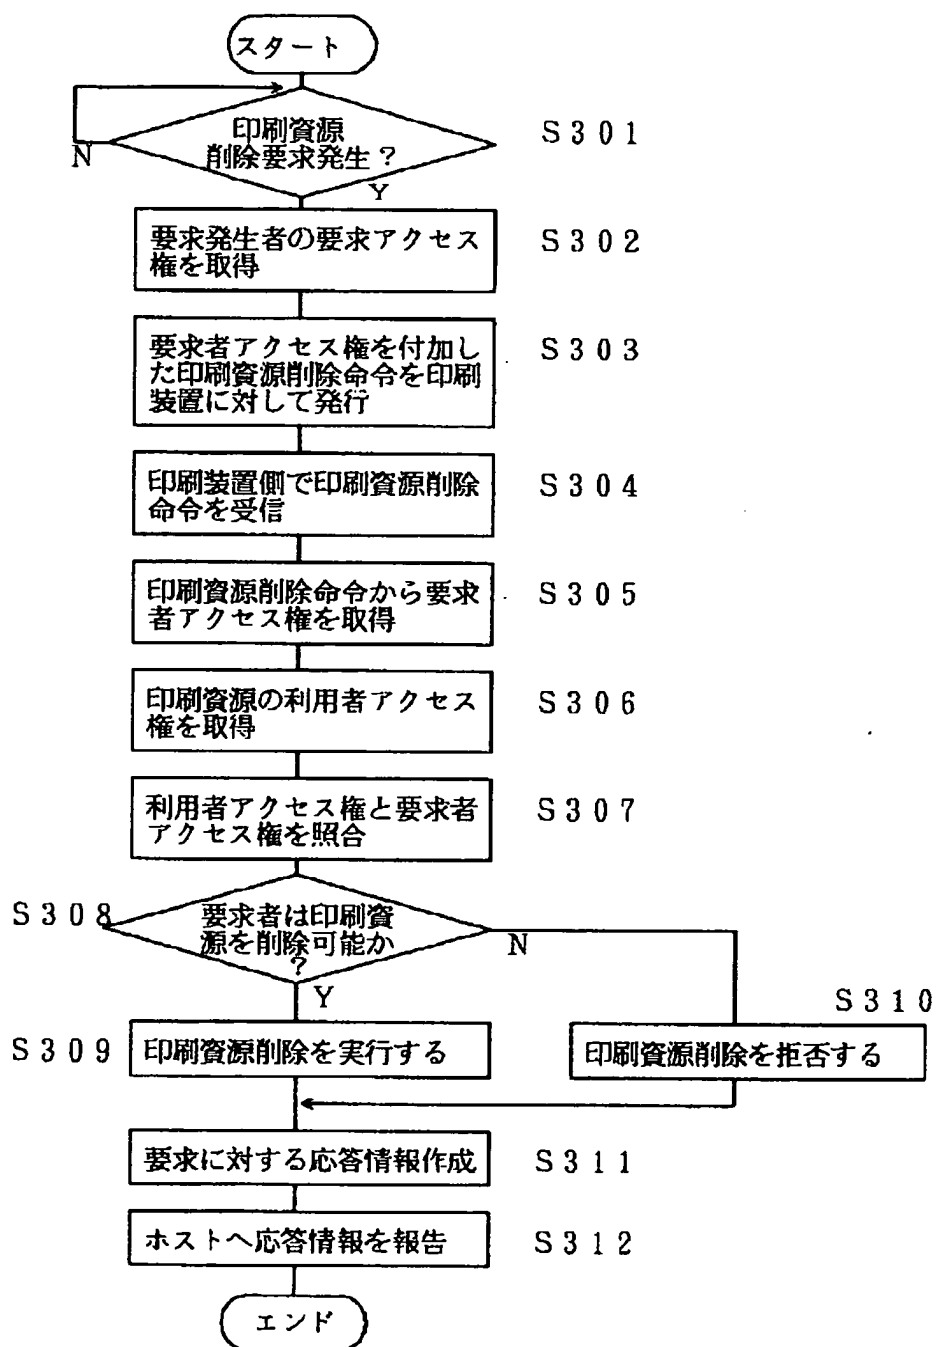 スタート
印刷資源
削除要求発生?
S301
N
Y
要求発生者の要求アクセス
権を取得
S302
要求者アクセス権を付加し
た印刷資源削除命令を印刷
装置に対して発行
S303
印刷装置側で印刷資源削除
命令を受信
S304
印刷資源削除命令から要求
者アクセス権を取得
S305
印刷資源の利用者アクセス
権を取得
S306
利用者アクセス権と要求者
アクセス権を照合
S307
S308
要求者は印刷資
源を削除可能か
?
N
Y
S310
S309
印刷資源削除を実行する
印刷資源削除を拒否する
要求に対する応答情報作成
S311
ホストへ応答情報を報告
S312
エンド